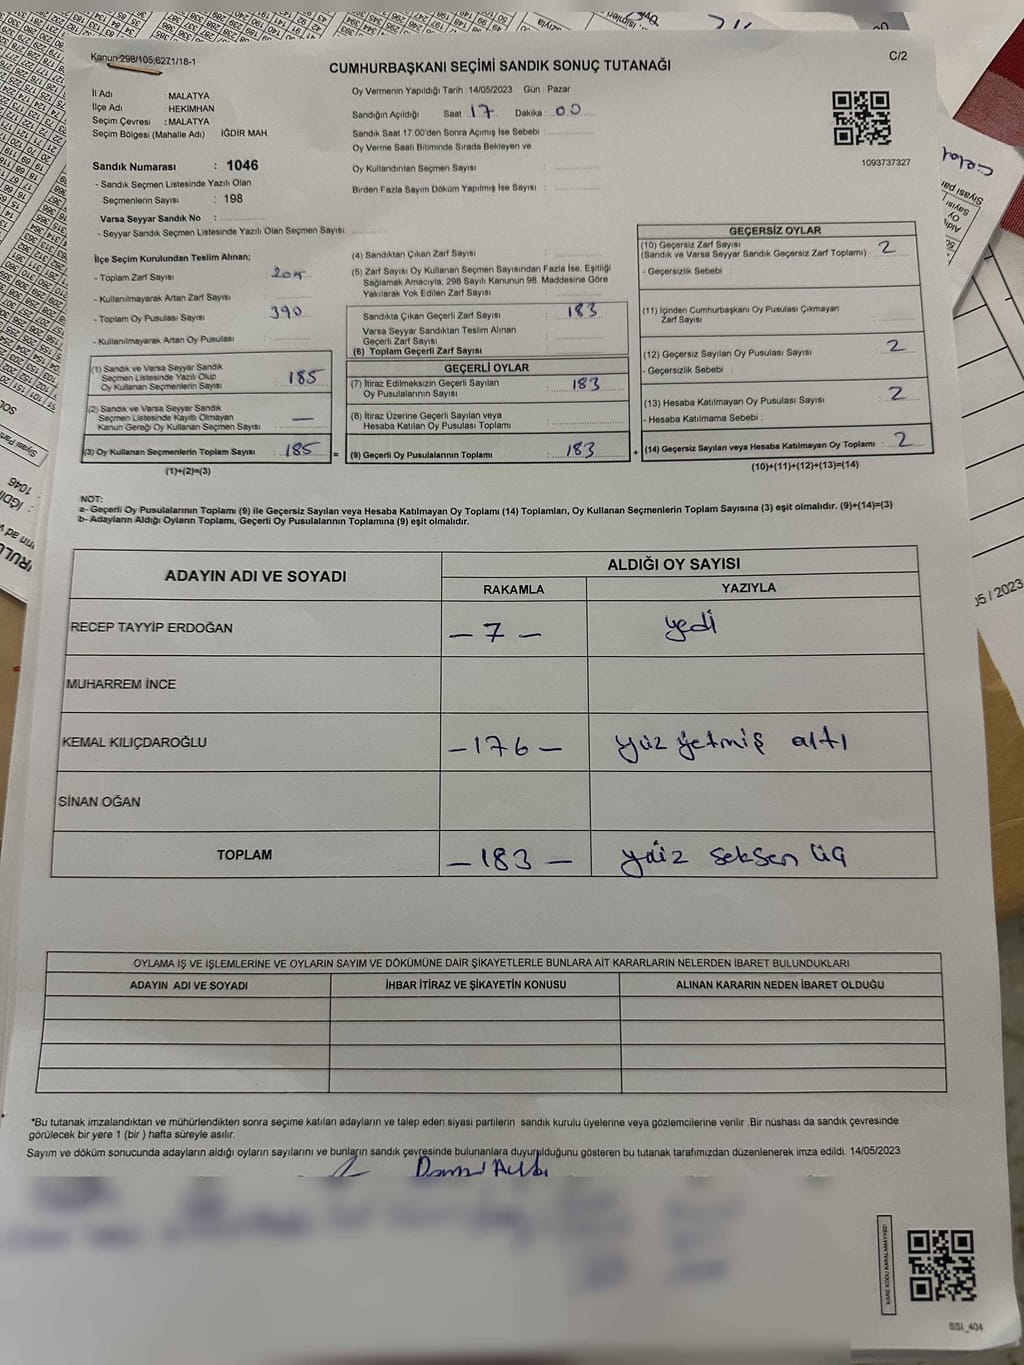 Kanun:298/105;6271/18-1
C/2
CUMHURBAŞKANI SEÇİMİ SANDIK SONUÇ TUTANAĞI
İl Adı : MALATYA
İlçe Adı : HEKİMHAN
Seçim Çevresi : MALATYA
Seçim Bölgesi (Mahalle Adı) : IĞDIR MAH
Oy Vermenin Yapıldığı Tarih : 14/05/2023 Gün : Pazar
Sandığın Açıldığı Saat : 17 Dakika : 00
Sandık Saat 17:00'den Sonra Açımış İse Sebebi :
Oy Verme Saati Bitiminde Sırada Bekleyen ve
Oy Kullandırılan Seçmen Sayısı :
Birden Fazla Sayım Döküm Yapılmış İse Sayısı :
1093737327
Sandık Numarası : 1046
- Sandık Seçmen Listesinde Yazılı Olan
Seçmenlerin Sayısı : 198
Varsa Seyyar Sandık No :
- Seyyar Sandık Seçmen Listesinde Yazılı Olan Seçmen Sayısı:
İlçe Seçim Kurulundan Teslim Alınan;
- Toplam Zarf Sayısı :
- Kullanılmayarak Artan Zarf Sayısı :
- Toplam Oy Pusulası Sayısı : 390
- Kullanılmayarak Artan Oy Pusulası :
(1) Sandık ve Varsa Seyyar Sandık
Seçmen Listesinde Yazılı Olup
Oy Kullanan Seçmenlerin Sayısı : 185
(2) Sandık ve Varsa Seyyar Sandık
Seçmen Listesinde Kayıtlı Olmayan
Kanun Gereği Oy Kullanan Seçmen Sayısı : —
(3) Oy Kullanan Seçmenlerin Toplam Sayısı : 185 =
(1)+(2)=(3)
(4) Sandıktan Çıkan Zarf Sayısı :
(5) Zarf Sayısı Oy Kullanan Seçmen Sayısından Fazla İse, Eşitliği
Sağlamak Amacıyla, 298 Sayılı Kanunun 98. Maddesine Göre
Yakılarak Yok Edilen Zarf Sayısı :
Sandıkta Çıkan Geçerli Zarf Sayısı : 183
Varsa Seyyar Sandıktan Teslim Alınan
Geçerli Zarf Sayısı :
(6) Toplam Geçerli Zarf Sayısı :
GEÇERLİ OYLAR
(7) İtiraz Edilmeksizin Geçerli Sayılan
Oy Pusulalarının Sayısı : 183
(8) İtiraz Üzerine Geçerli Sayılan veya
Hesaba Katılan Oy Pusulası Toplamı :
(9) Geçerli Oy Pusulalarının Toplamı : 183 +
GEÇERSİZ OYLAR
(10) Geçersiz Zarf Sayısı
(Sandık ve Varsa Seyyar Sandık Geçersiz Zarf Toplamı) : 2
- Geçersizlik Sebebi :
(11) İçinden Cumhurbaşkanı Oy Pusulası Çıkmayan
Zarf Sayısı :
(12) Geçersiz Sayılan Oy Pusulası Sayısı : 2
- Geçersizlik Sebebi :
(13) Hesaba Katılmayan Oy Pusulası Sayısı : 2
- Hesaba Katılmama Sebebi :
(14) Geçersiz Sayılan veya Hesaba Katılmayan Oy Toplamı : 2
(10)+(11)+(12)+(13)=(14)
NOT:
a- Geçerli Oy Pusulalarının Toplamı (9) ile Geçersiz Sayılan veya Hesaba Katılmayan Oy Toplamı (14) Toplamları, Oy Kullanan Seçmenlerin Toplam Sayısına (3) eşit olmalıdır. (9)+(14)=(3)
b- Adayların Aldığı Oyların Toplamı, Geçerli Oy Pusulalarının Toplamına (9) eşit olmalıdır.
ADAYIN ADI VE SOYADI ALDIĞI OY SAYISI
RAKAMLA YAZIYLA
RECEP TAYYİP ERDOĞAN – 7 – yedi
MUHARREM İNCE
KEMAL KILIÇDAROĞLU – 176 – yüz yetmiş altı
SİNAN OĞAN
TOPLAM – 183 – yüz seksen üç
OYLAMA İŞ VE İŞLEMLERİNE VE OYLARIN SAYIM VE DÖKÜMÜNE DAİR ŞİKAYETLERLE BUNLARA AİT KARARLARIN NELERDEN İBARET BULUNDUKLARI
ADAYIN ADI VE SOYADI İHBAR İTİRAZ VE ŞİKAYETİN KONUSU ALINAN KARARIN NEDEN İBARET OLDUĞU
*Bu tutanak imzalandıktan ve mühürlendikten sonra seçime katılan adayların ve talep eden siyasi partilerin sandık kurulu üyelerine veya gözlemcilerine verilir .Bir nüshası da sandık çevresinde
görülecek bir yere 1 (bir ) hafta süreyle asılır.
Sayım ve döküm sonucunda adayların aldığı oyların sayılarını ve bunların sandık çevresinde bulunanlara duyurulduğunu gösteren bu tutanak tarafımızdan düzenlenerek imza edildi. 14/05/2023
KARE KODU KARALAMAYINIZ!
SSI_404